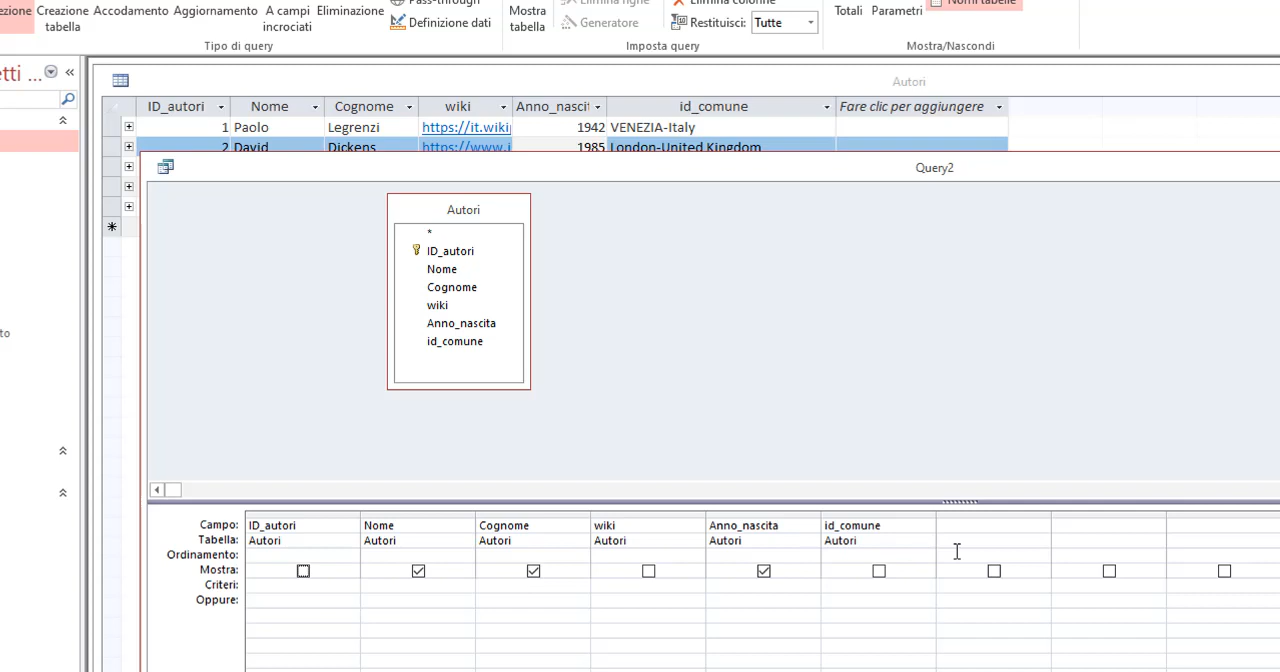 ezione Creazione tabella Accodamento Aggiornamento A campi incrociati Eliminazione
Pass-through
Definizione dati
Mostra tabella
Elimina righe
Generatore
Elimina colonne
Restituisci: Tutte
Totali Parametri
Nomi tabelle
Tipo di query
Imposta query
Mostra/Nascondi
etti ... «
Autori
ID_autori Nome Cognome wiki Anno_nascit id_comune Fare clic per aggiungere
1 Paolo Legrenzi https://it.wiki 1942 VENEZIA-Italy
2 David Dickens https://www.i 1985 London-United Kingdom
Query2
to
Autori
*
ID_autori
Nome
Cognome
wiki
Anno_nascita
id_comune
Campo: ID_autori Nome Cognome wiki Anno_nascita id_comune
Tabella: Autori Autori Autori Autori Autori Autori
Ordinamento:
Mostra:
Criteri:
Oppure: